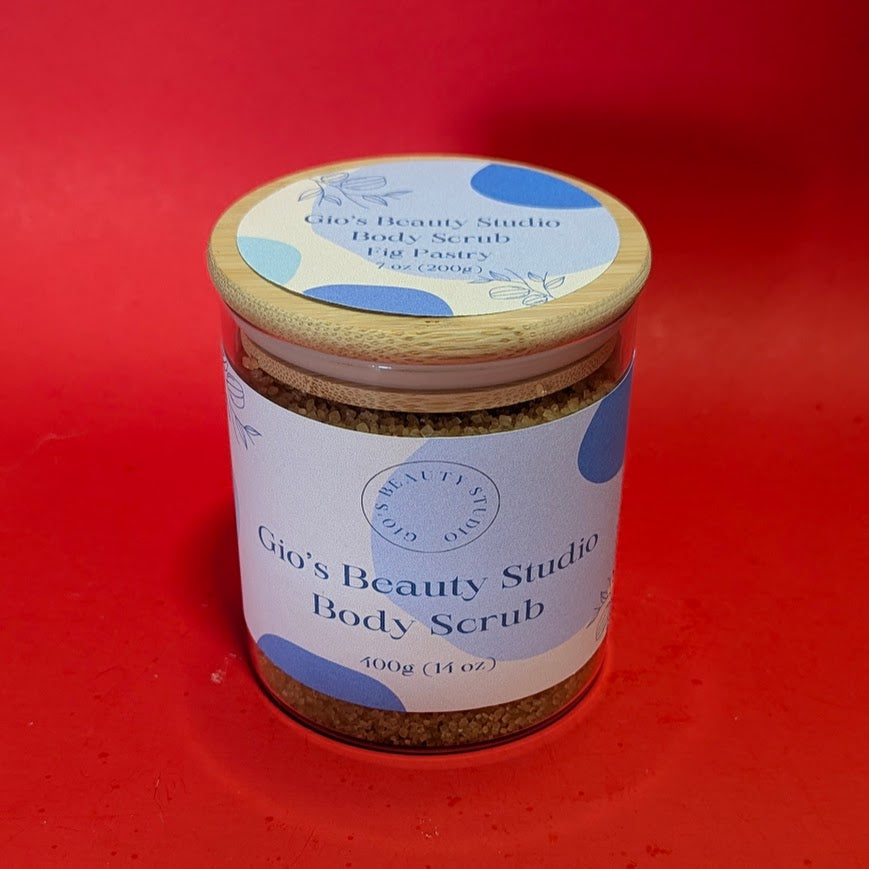 Gio's Beauty Studio
Body Scrub
Fig Pastry
7 oz (200g)
GIO'S BEAUTY STUDIO
Gio's Beauty Studio
Body Scrub
400g (14 oz)